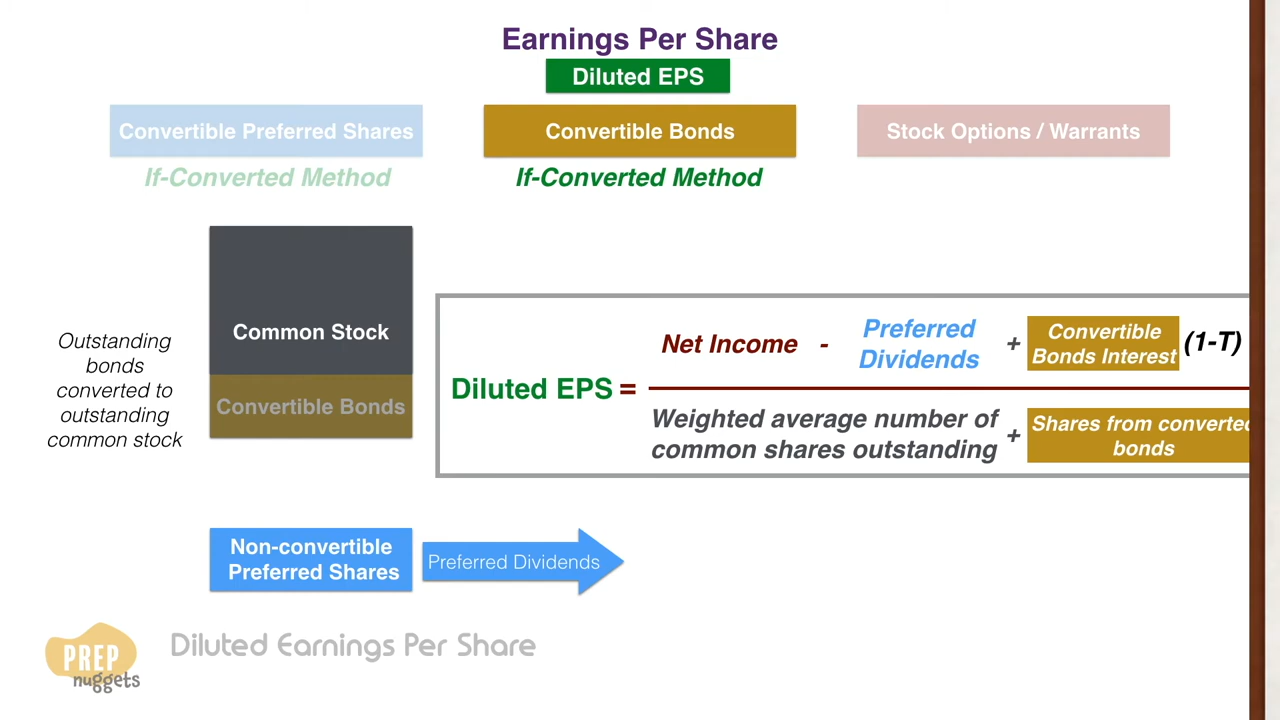 Earnings Per Share
Diluted EPS
Convertible Preferred Shares
Convertible Bonds
Stock Options / Warrants
If-Converted Method
If-Converted Method
Outstanding
bonds
converted to
outstanding
common stock
Common Stock
Convertible Bonds
Diluted EPS =
Net Income -
Preferred
Dividends
+
Convertible
Bonds Interest
(1-T)
Weighted average number of
common shares outstanding
+
Shares from converted
bonds
Non-convertible
Preferred Shares
Preferred Dividends
PREP
nuggets
Diluted Earnings Per Share